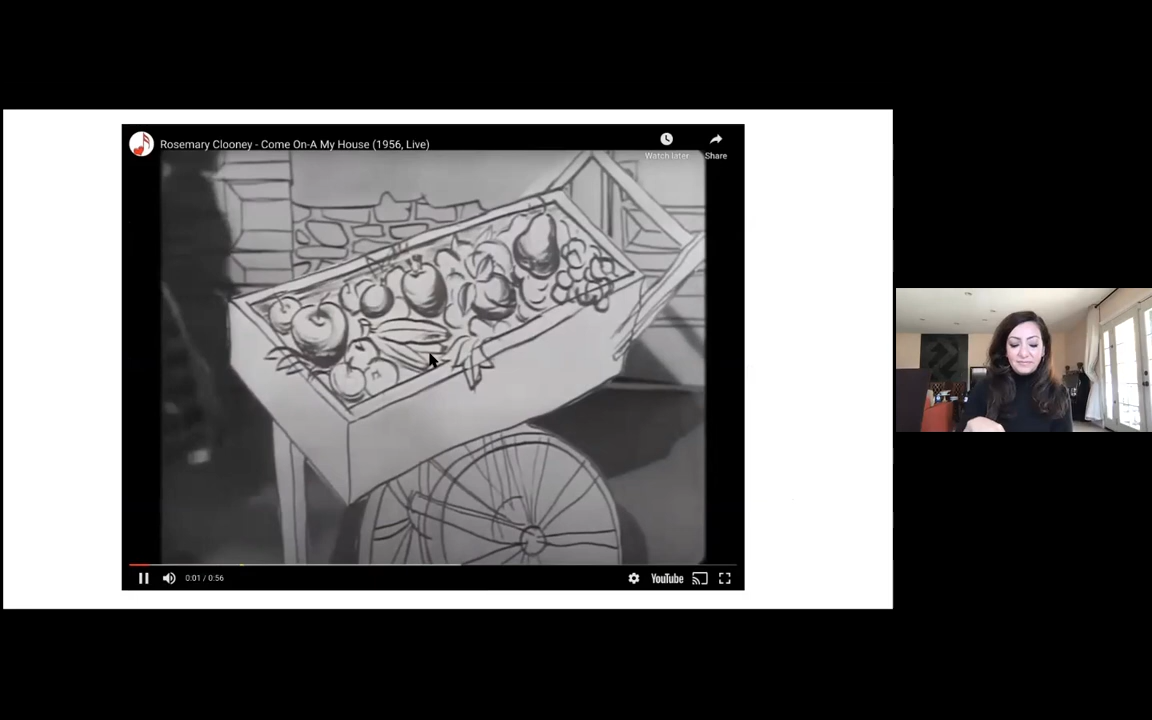 Rosemary Clooney - Come On-A My House (1956, Live)
Watch later
Share
0:01 / 0:56
YouTube